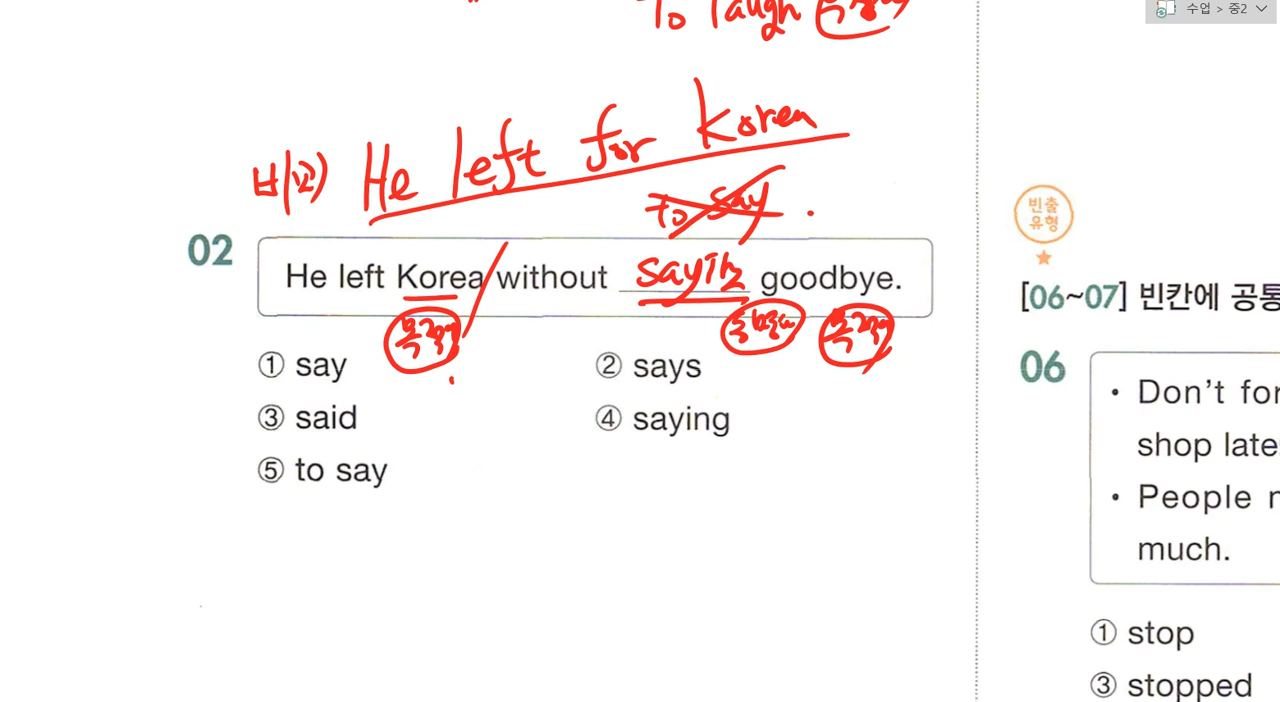 수업 > 중2
To laugh
비교) He left for Korea
to say .
02 He left Korea / without saying goodbye.
목적어 동명사 목적어
① say ② says
③ said ④ saying
⑤ to say
빈출
유형
[06~07] 빈칸에 공통
06
• Don't for
shop late
• People
much.
① stop
③ stopped